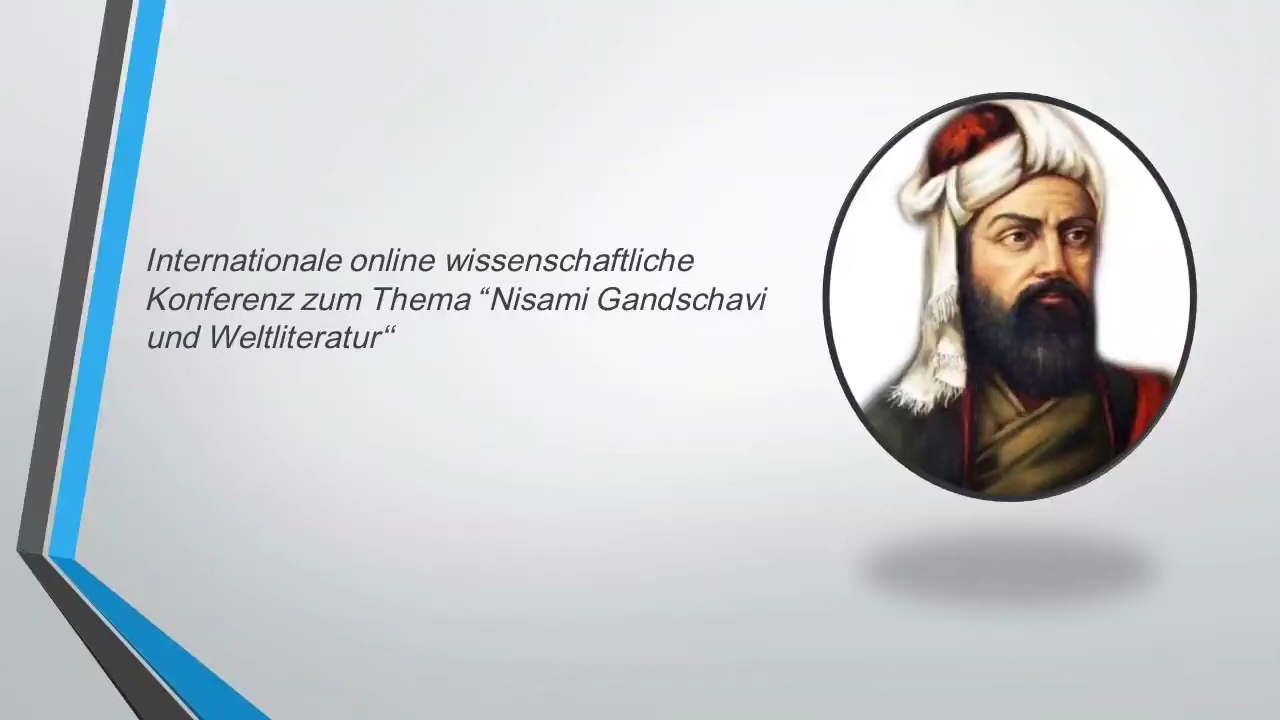 Internationale online wissenschaftliche
Konferenz zum Thema “Nisami Gandschavi
und Weltliteratur“